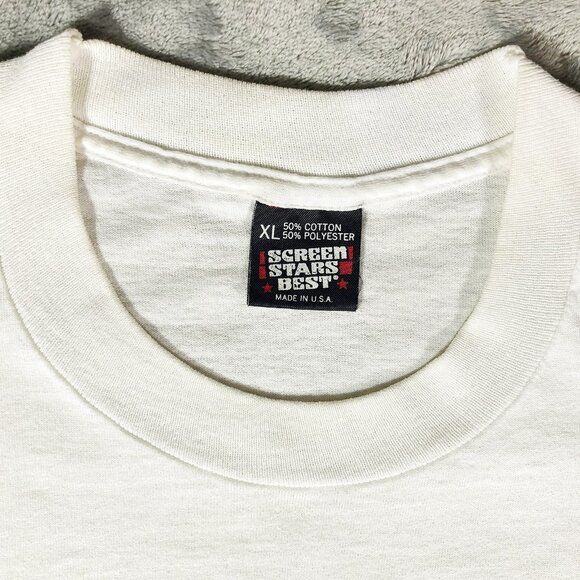 XL 50% COTTON
50% POLYESTER
SCREEN
STARS
BEST®
MADE IN U.S.A.